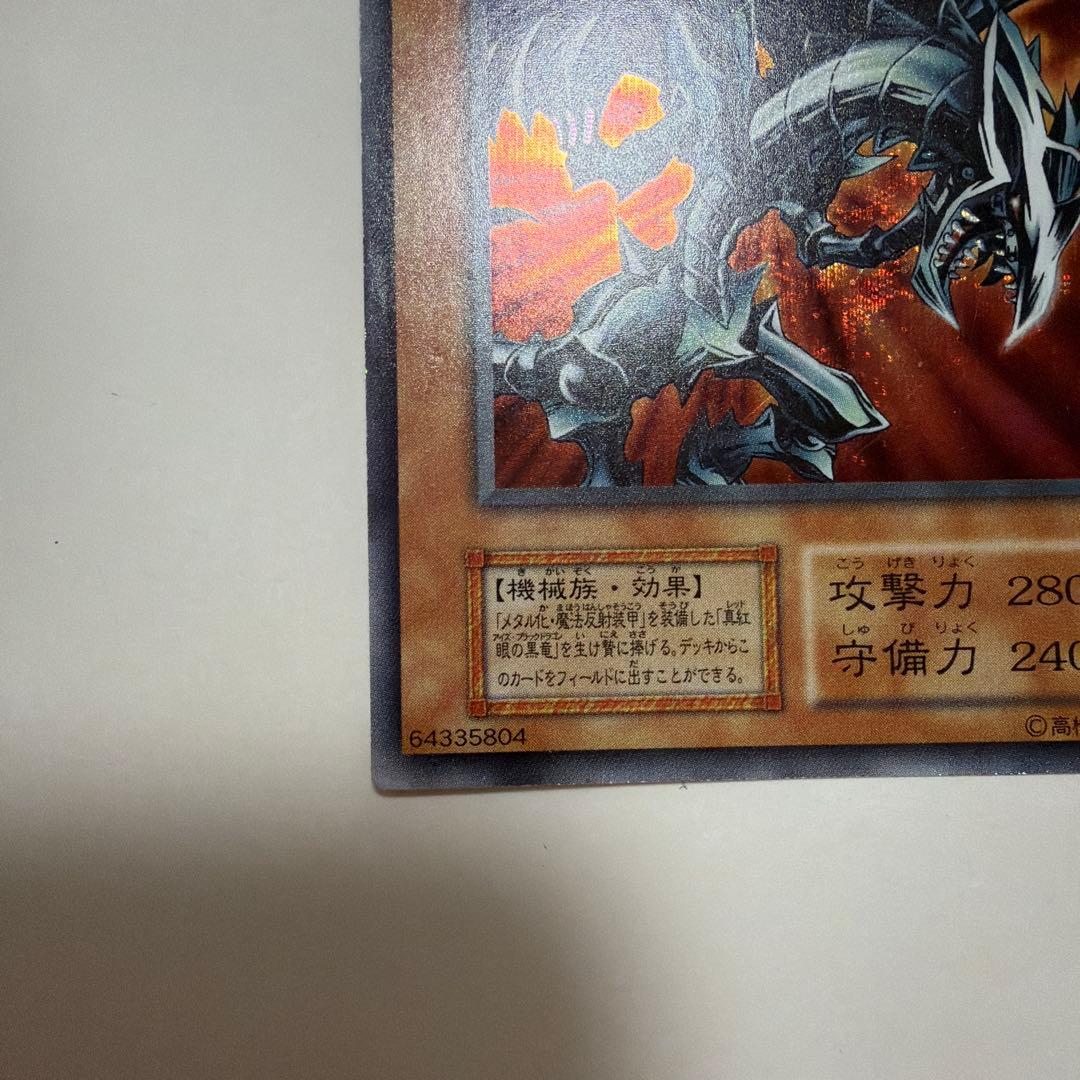 【機械族・効果】
「メタル化・魔法反射装甲」を装備した「真紅
眼の黒竜」を生け贄に捧げる。デッキからこ
のカードをフィールドに出すことができる。
攻撃力 280
守備力 240
64335804
©高橋